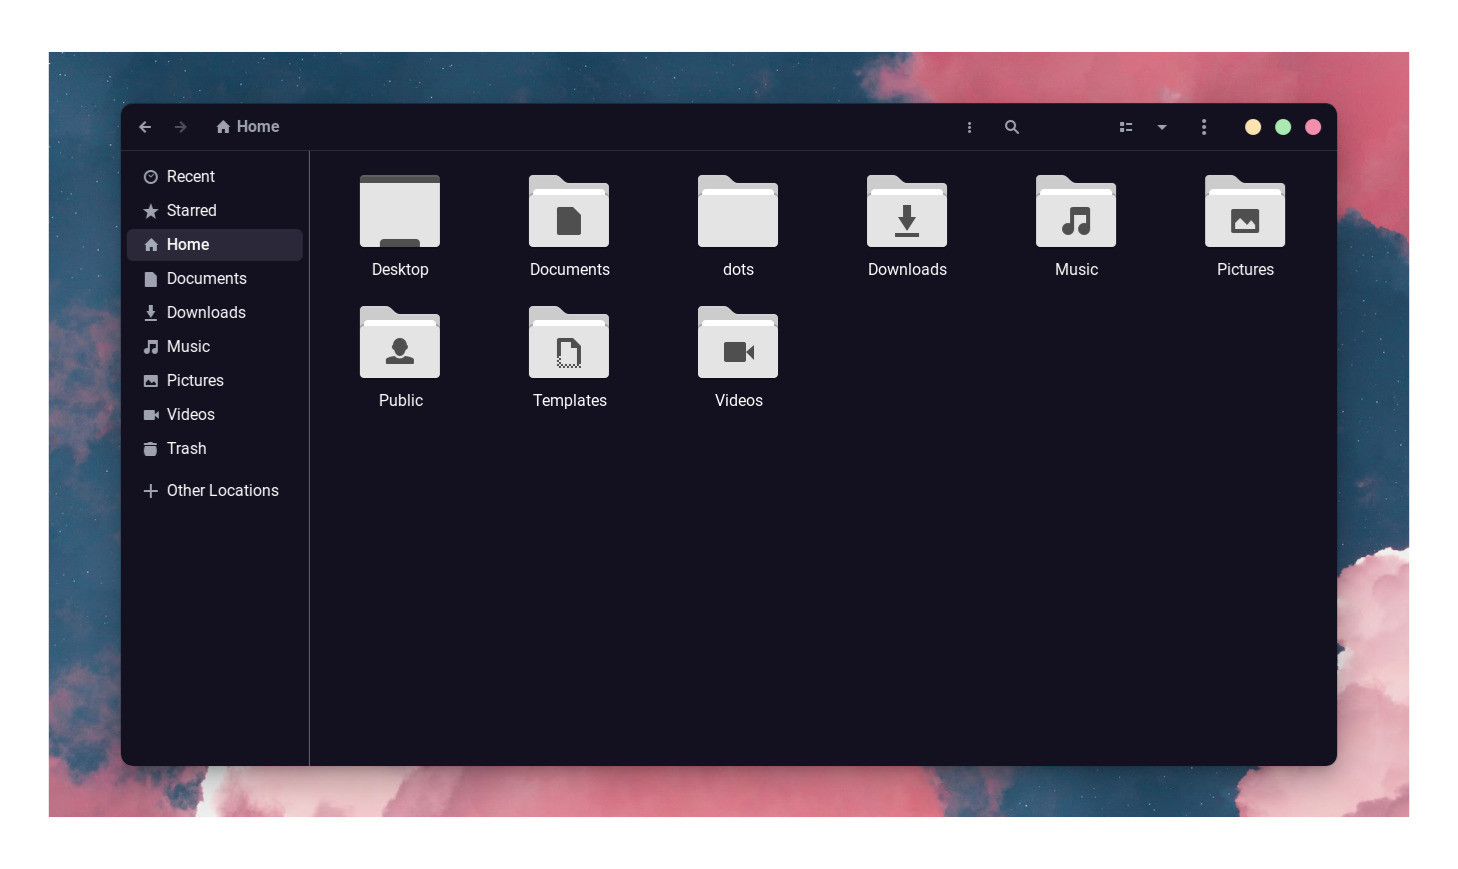 Home
Recent
Starred
Home
Documents
Downloads
Music
Pictures
Videos
Trash
Other Locations
Desktop
Documents
dots
Downloads
Music
Pictures
Public
Templates
Videos